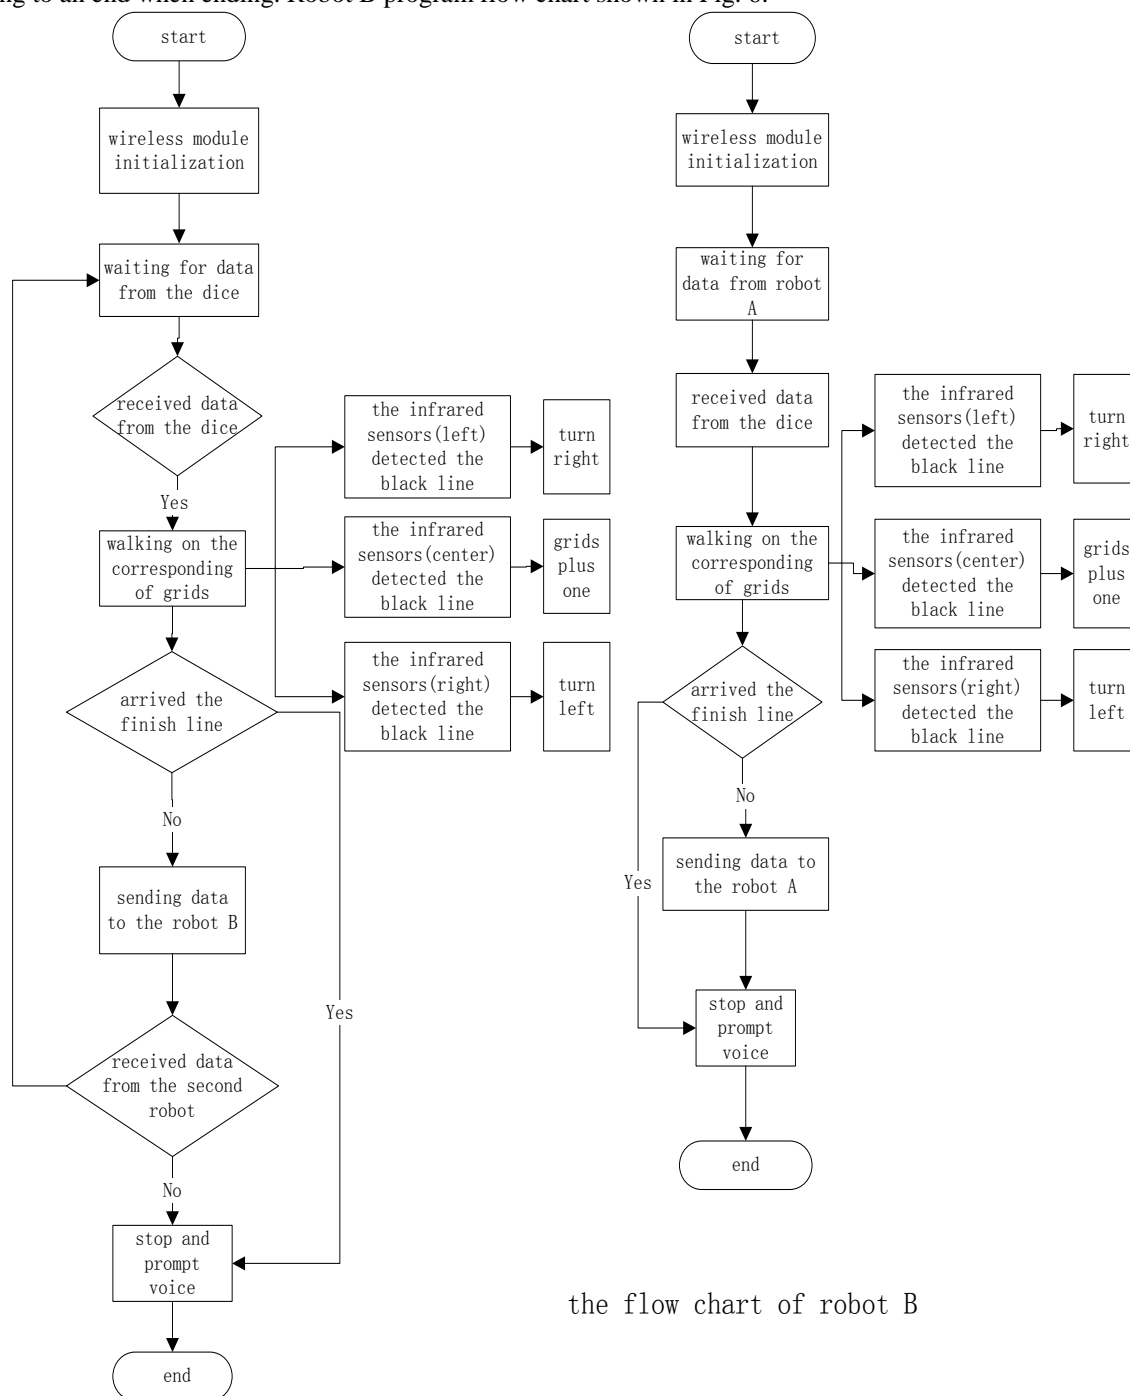 ng to an end when ending. Robot B program flow chart shown in Fig. 6.
start
wireless module
initialization
waiting for data
from the dice
received data
from the dice
Yes
walking on the
corresponding
of grids
the infrared
sensors(left)
detected the
black line
turn
right
the infrared
sensors(center)
detected the
black line
grids
plus
one
the infrared
sensors(right)
detected the
black line
turn
left
arrived the
finish line
No
sending data
to the robot B
Yes
received data
from the second
robot
No
stop and
prompt
voice
end
start
wireless module
initialization
waiting for
data from robot
A
received data
from the dice
walking on the
corresponding
of grids
the infrared
sensors(left)
detected the
black line
turn
right
the infrared
sensors(center)
detected the
black line
grids
plus
one
the infrared
sensors(right)
detected the
black line
turn
left
arrived the
finish line
No
sending data to
the robot A
Yes
stop and
prompt
voice
end
the flow chart of robot B